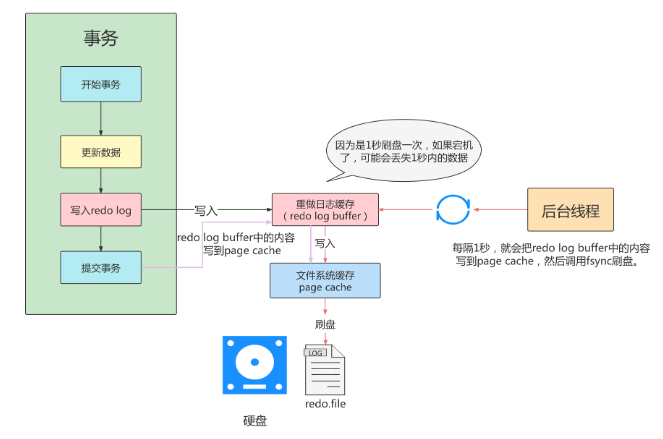 事务
开始事务
更新数据
写入redo log
提交事务
写入
redo log buffer中的内容
写到page cache
因为是1秒刷盘一次，如果宕机
了，可能会丢失1秒内的数据
重做日志缓存
（redo log buffer）
写入
文件系统缓存
page cache
刷盘
LOG
redo.file
硬盘
后台线程
每隔1秒，就会把redo log buffer中的内容
写到page cache，然后调用fsync刷盘。